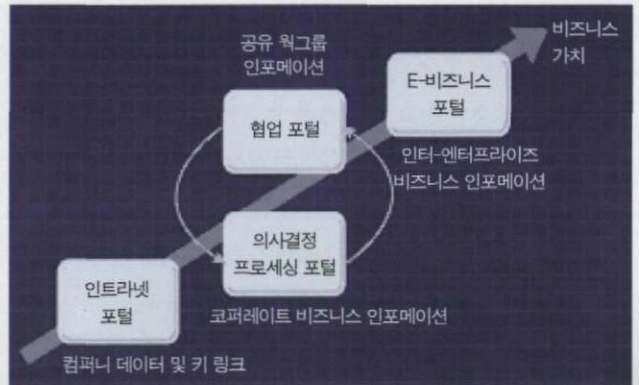 비즈니스
가치
공유 웍그룹
인포메이션
E-비즈니스
포털
협업 포털
인터-엔터프라이즈
비즈니스 인포메이션
의사결정
프로세싱 포털
인트라넷
포털
코퍼레이트 비즈니스 인포메이션
컴퍼니 데이터 및 키 링크